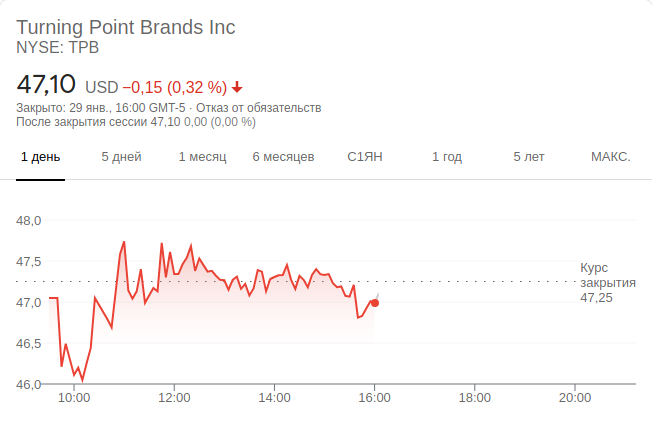 Turning Point Brands Inc
NYSE: TPB
47,10 USD −0,15 (0,32 %)
Закрыто: 29 янв., 16:00 GMT-5 · Отказ от обязательств
После закрытия сессии 47,10 0,00 (0,00 %)
1 день 5 дней 1 месяц 6 месяцев С1ЯН 1 год 5 лет МАКС.
48,0
47,5
Курс
закрытия
47,25
47,0
46,5
46,0
10:00 12:00 14:00 16:00 18:00 20:00